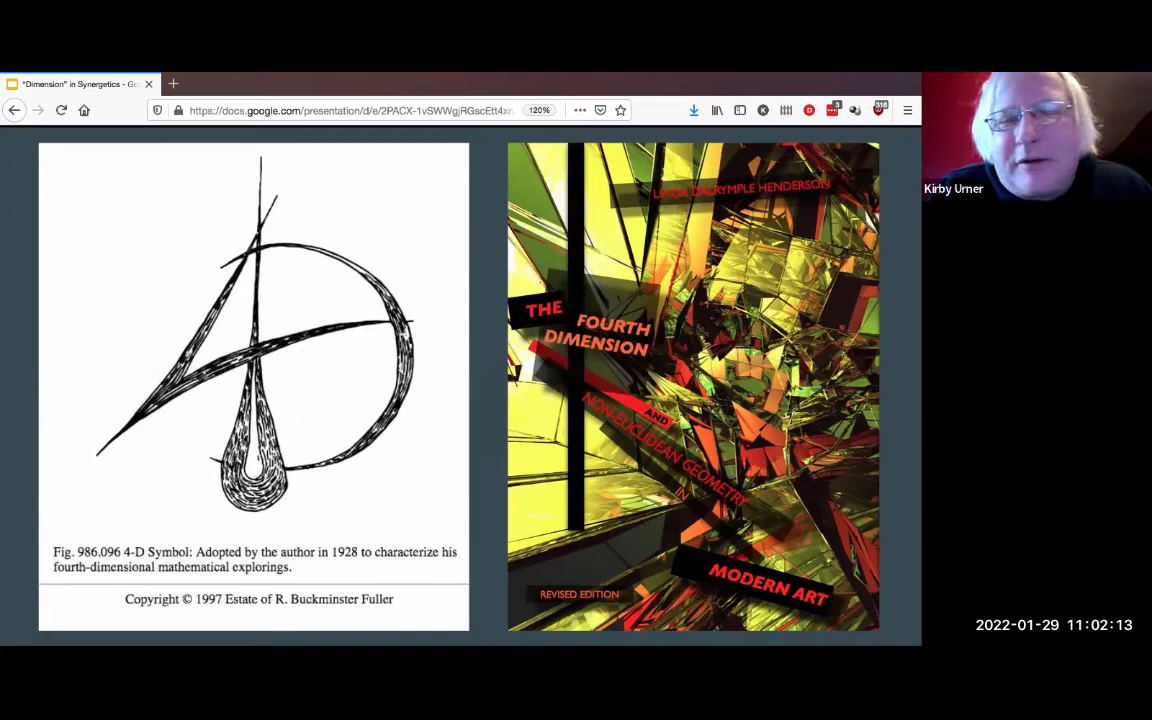 "Dimension" in Synergetics - Go
https://docs.google.com/presentation/d/e/2PACX-1vSWWgjRGscEtt4x
120%
3
316
Kirby Urner
4D
Fig. 986.096 4-D Symbol: Adopted by the author in 1928 to characterize his
fourth-dimensional mathematical explorings.
Copyright © 1997 Estate of R. Buckminster Fuller
LINDA DALRYMPLE HENDERSON
THE
FOURTH
DIMENSION
AND
NON-EUCLIDEAN GEOMETRY
IN
MODERN ART
REVISED EDITION
2022-01-29 11:02:13